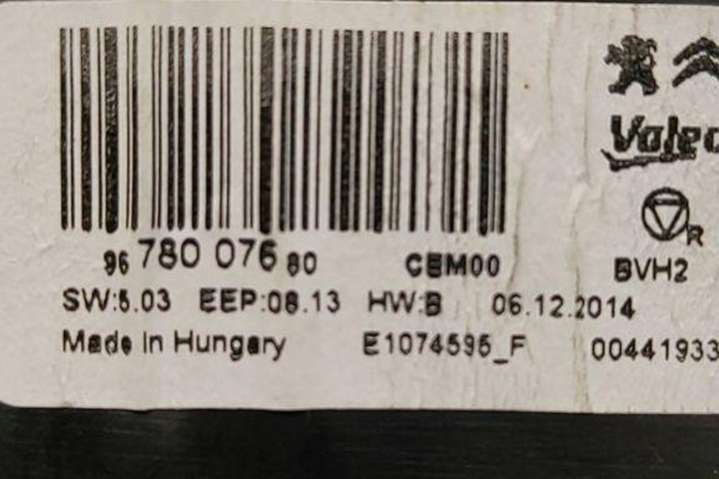 Valeo
R
96 780 076 80 CEM00 BVH2
SW:5.03 EEP:08.13 HW:B 06.12.2014
Made In Hungary E1074595_F 00441933